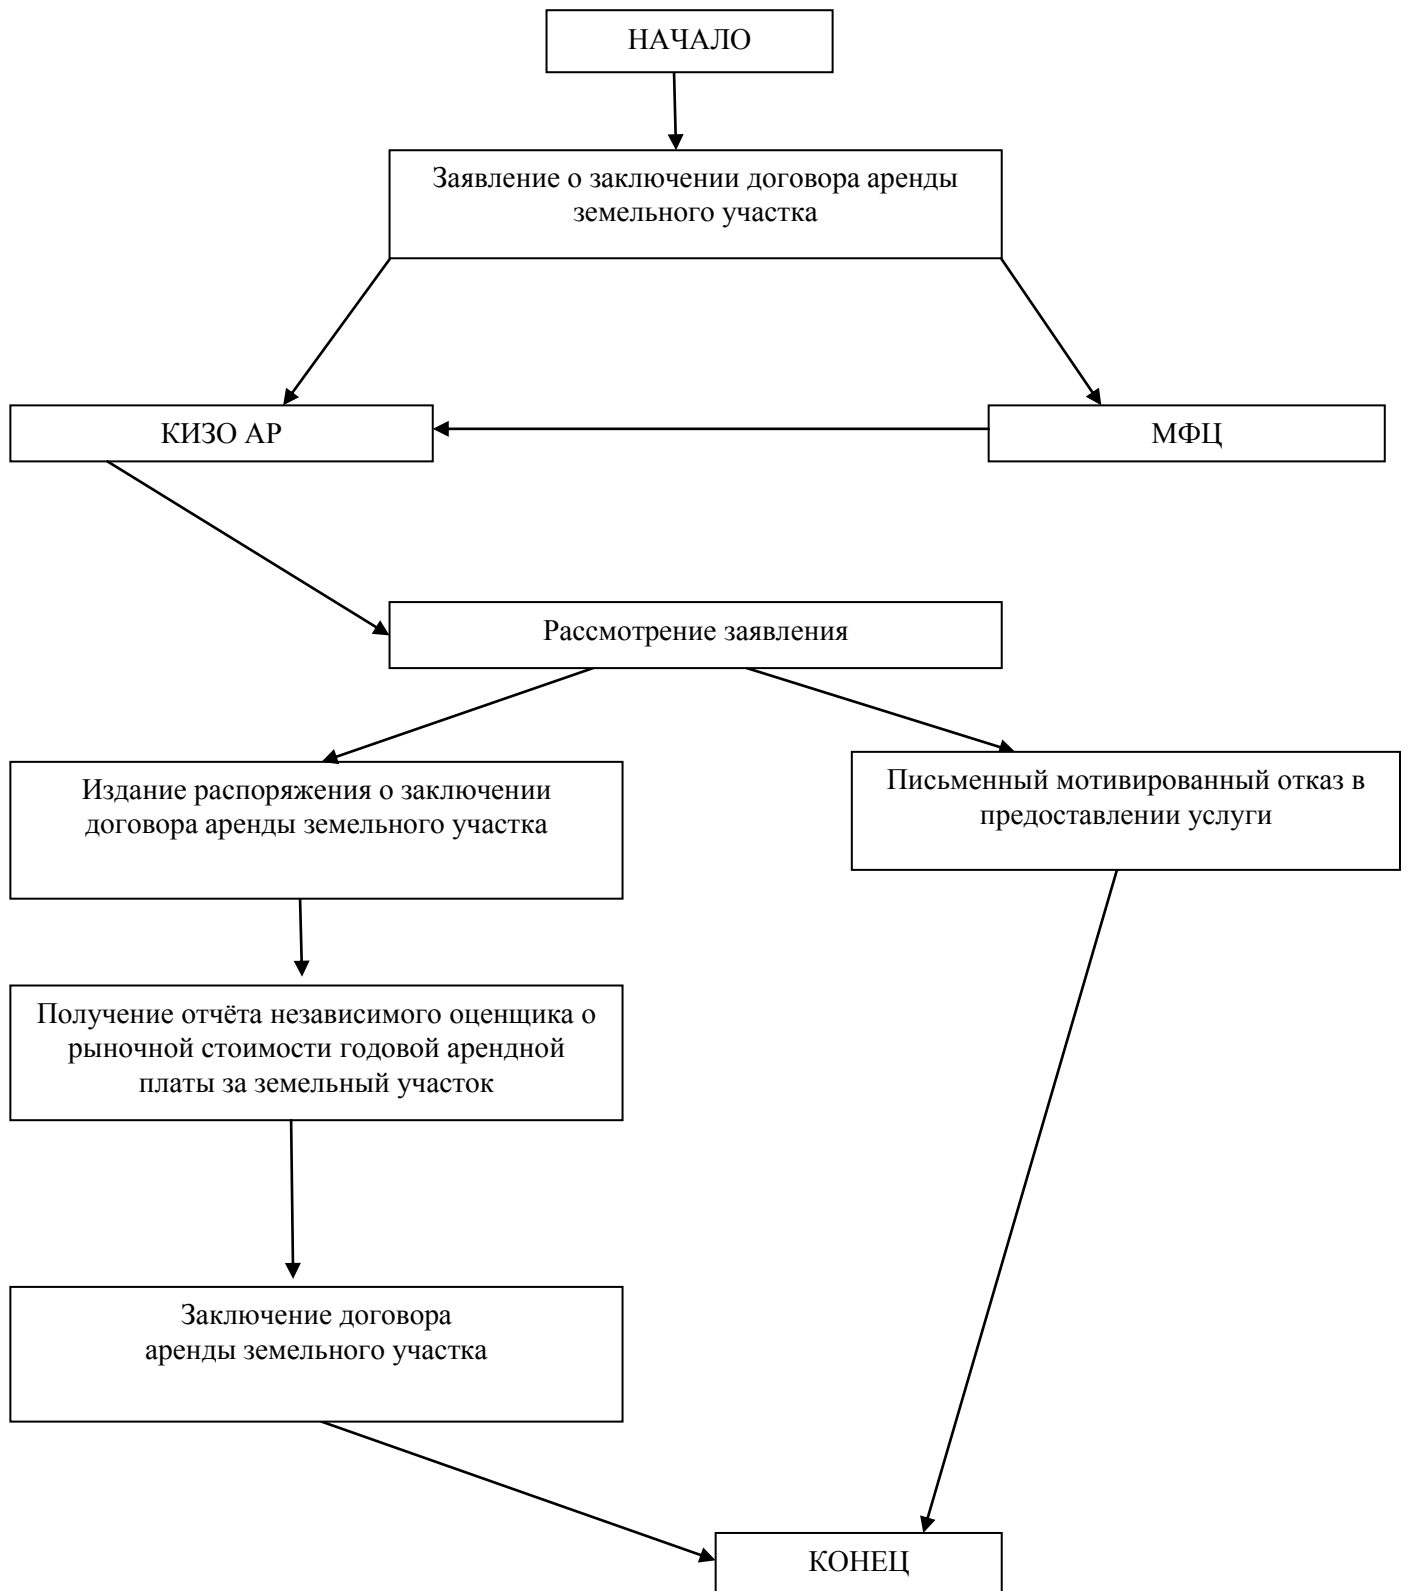 НАЧАЛО
Заявление о заключении договора аренды
земельного участка
КИЗО АР
МФЦ
Рассмотрение заявления
Издание распоряжения о заключении
договора аренды земельного участка
Письменный мотивированный отказ в
предоставлении услуги
Получение отчёта независимого оценщика о
рыночной стоимости годовой арендной
платы за земельный участок
Заключение договора
аренды земельного участка
КОНЕЦ